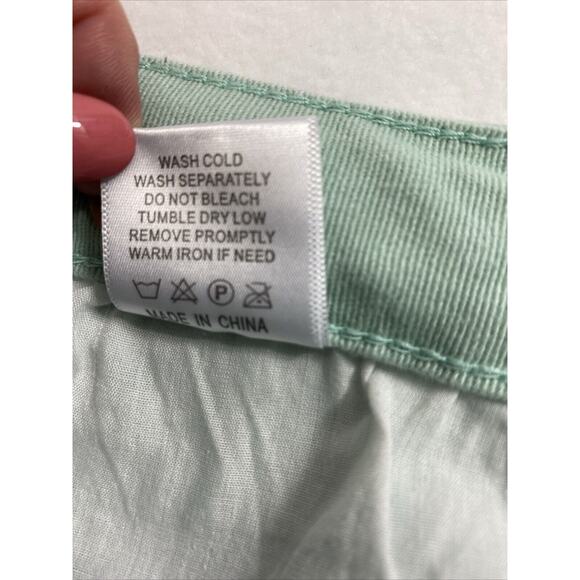 WASH COLD
WASH SEPARATELY
DO NOT BLEACH
TUMBLE DRY LOW
REMOVE PROMPTLY
WARM IRON IF NEED
P
MADE IN CHINA